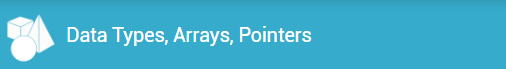 Data Types, Arrays, Pointers